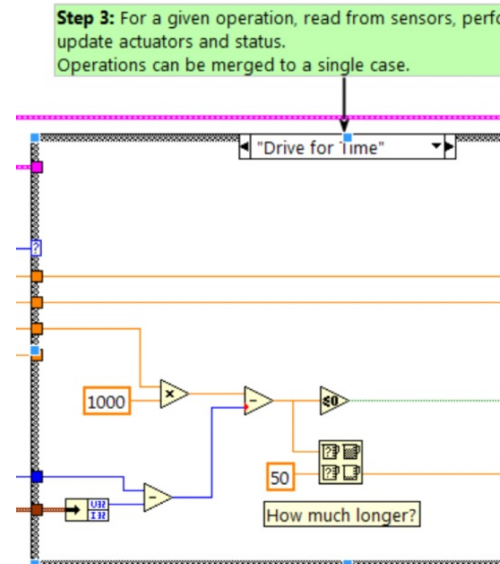 Step 3: For a given operation, read from sensors, perfo
update actuators and status.
Operations can be merged to a single case.
"Drive for Time"
?
1000
x
-
≤0
50
-
How much longer?